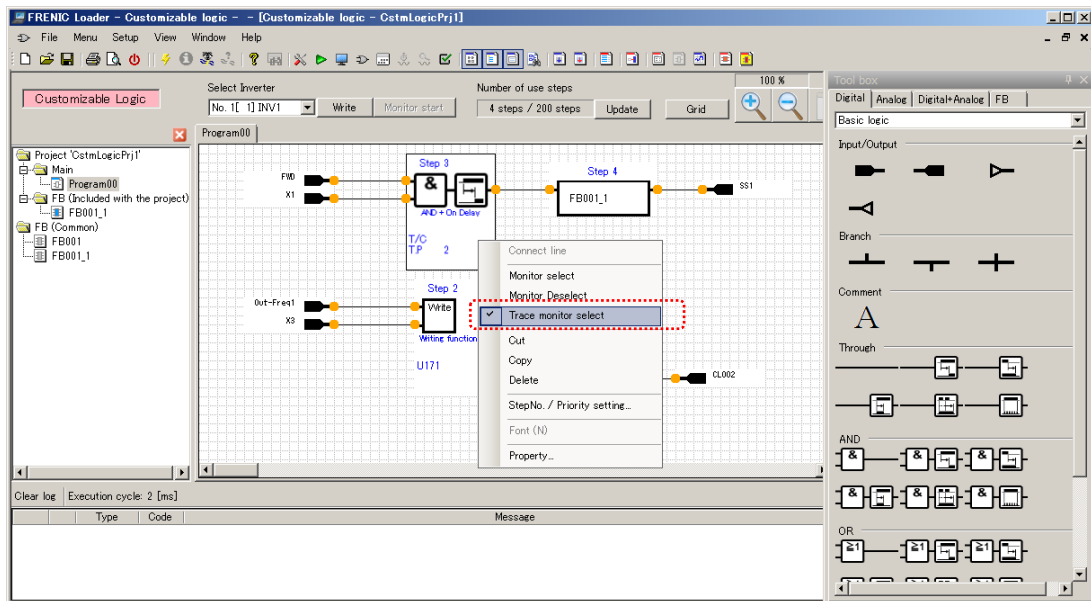 FRENIC Loader - Customizable logic - - [Customizable logic - CstmLogicPrj1]
File Menu Setup View Window Help
Customizable Logic
Select Inverter
No. 1[ 1] INV1
Write
Monitor start
Number of use steps
4 steps / 200 steps
Update
Grid
100 %
Project 'CstmLogicPrj1'
Main
Program00
FB (Included with the project)
FB001_1
FB (Common)
FB001
FB001_1
Program00
Step 3
FWD
X1
&
AND + On Delay
T/C
T.P 2
Step 4
FB001_1
SS1
Step 2
Out-Freq1
X3
Write
Writing function
U171
CL002
Connect line
Monitor select
Monitor Deselect
Trace monitor select
Cut
Copy
Delete
StepNo. / Priority setting...
Font (N)
Property...
Tool box
Digital Analog Digital+Analog FB
Basic logic
Input/Output
Branch
Comment
A
Through
AND
& & &
& & &
OR
≧1 ≧1 ≧1
Clear log Execution cycle: 2 [ms]
Type Code Message